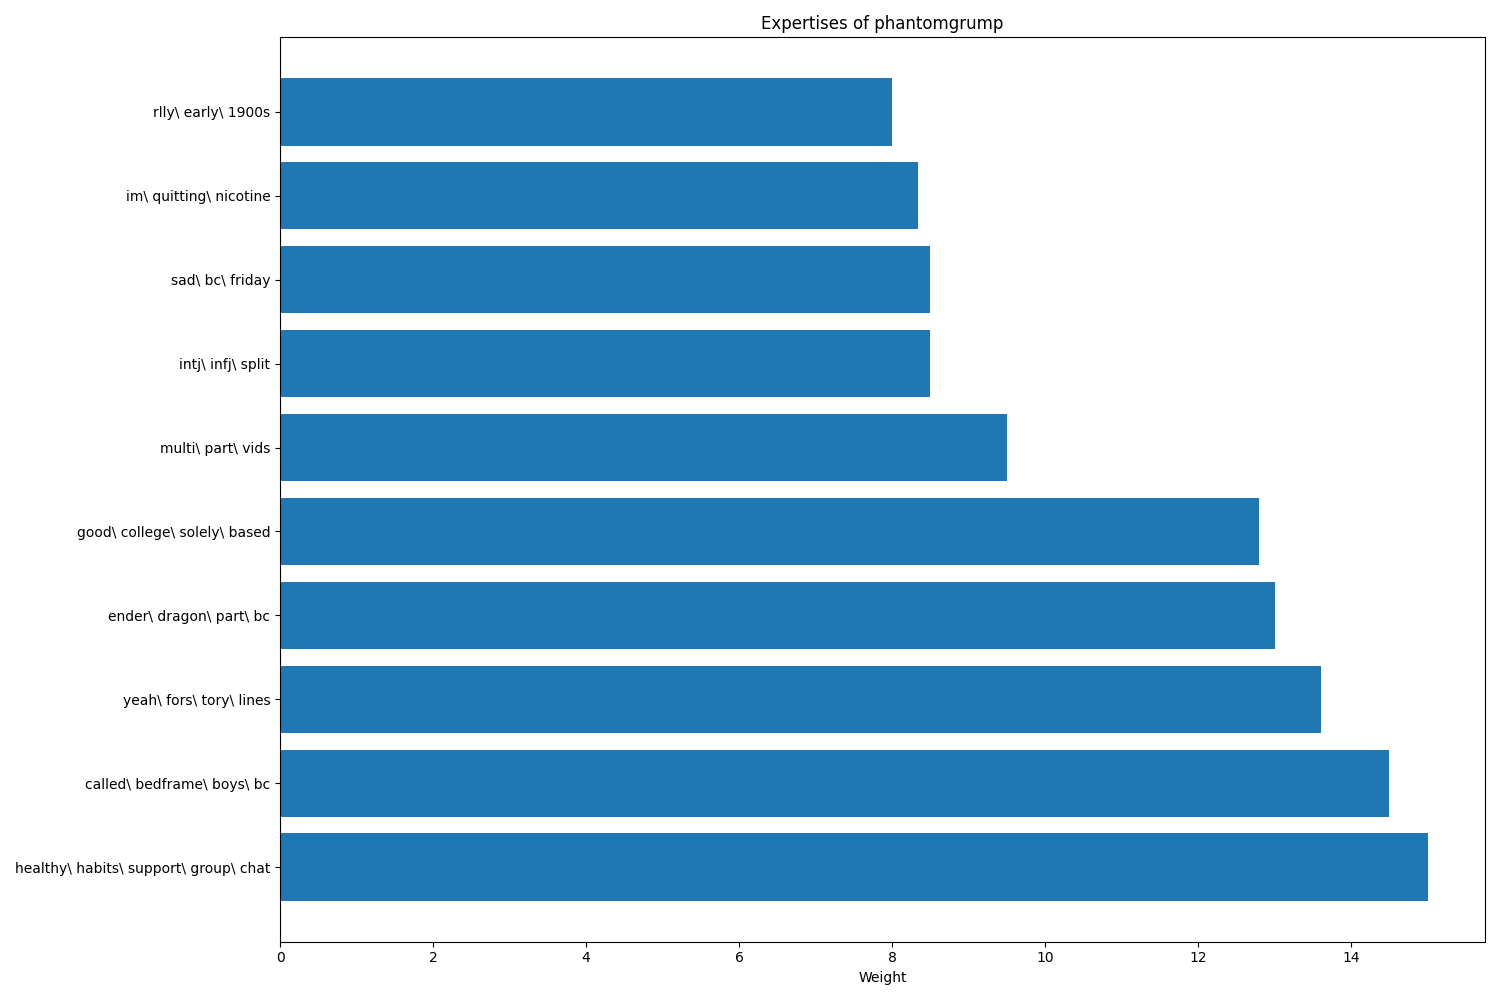 Expertises of phantomgrump
rlly\ early\ 1900s
im\ quitting\ nicotine
sad\ bc\ friday
intj\ infj\ split
multi\ part\ vids
good\ college\ solely\ based
ender\ dragon\ part\ bc
yeah\ fors\ tory\ lines
called\ bedframe\ boys\ bc
healthy\ habits\ support\ group\ chat
0 2 4 6 8 10 12 14
Weight